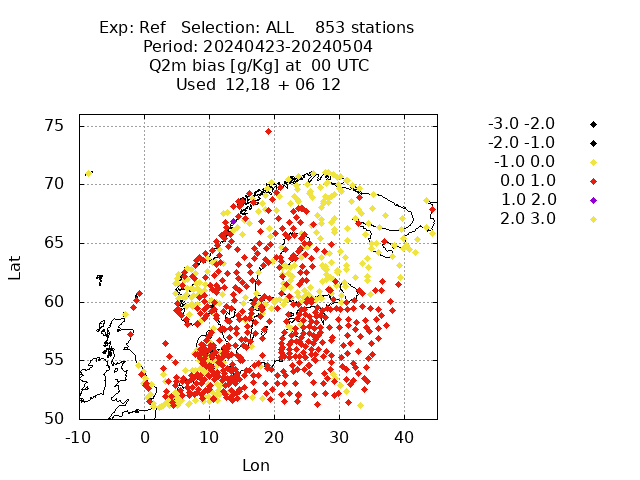 Exp: Ref   Selection: ALL    853 stations
Period: 20240423-20240504
Q2m bias [g/Kg] at  00 UTC
Used  12,18 + 06 12
-3.0 -2.0
-2.0 -1.0
-1.0 0.0
0.0 1.0
1.0 2.0
2.0 3.0
Lat
75
70
65
60
55
50
-10 0 10 20 30 40
Lon